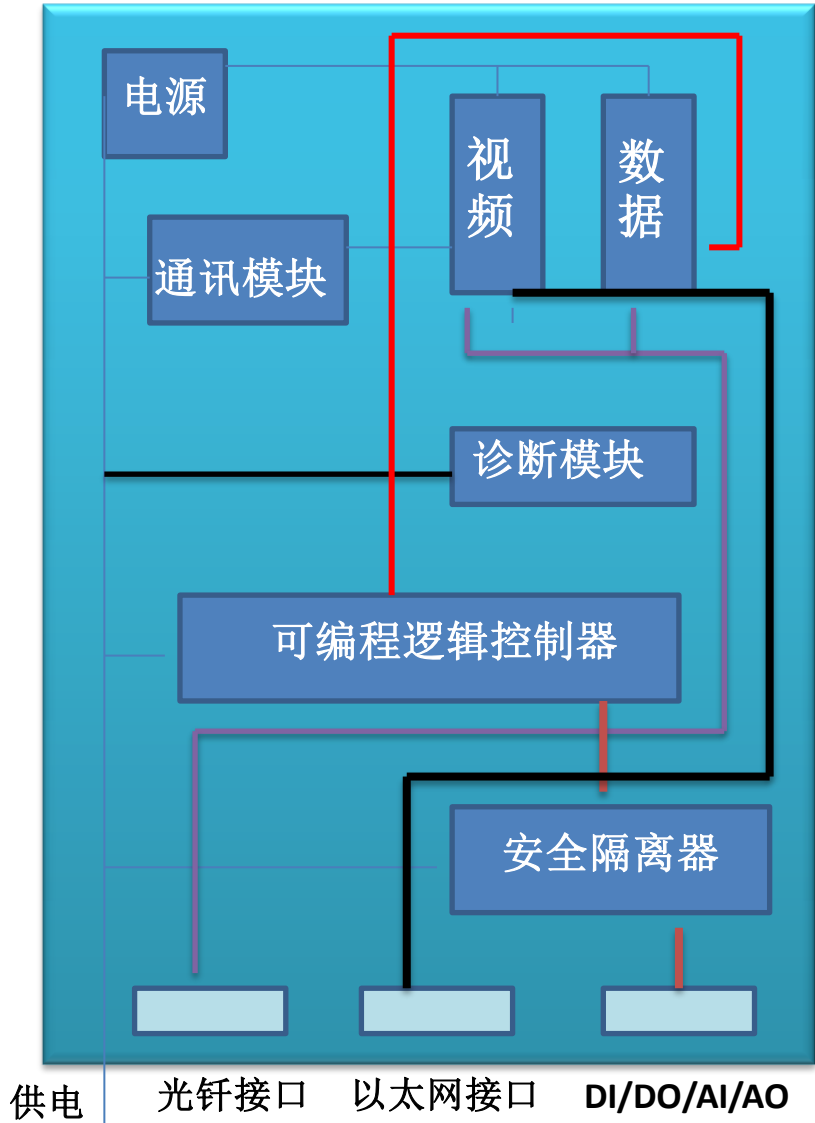 电源
视
频
数
据
通讯模块
诊断模块
可编程逻辑控制器
安全隔离器
供电
光钎接口
以太网接口
DI/DO/AI/AO